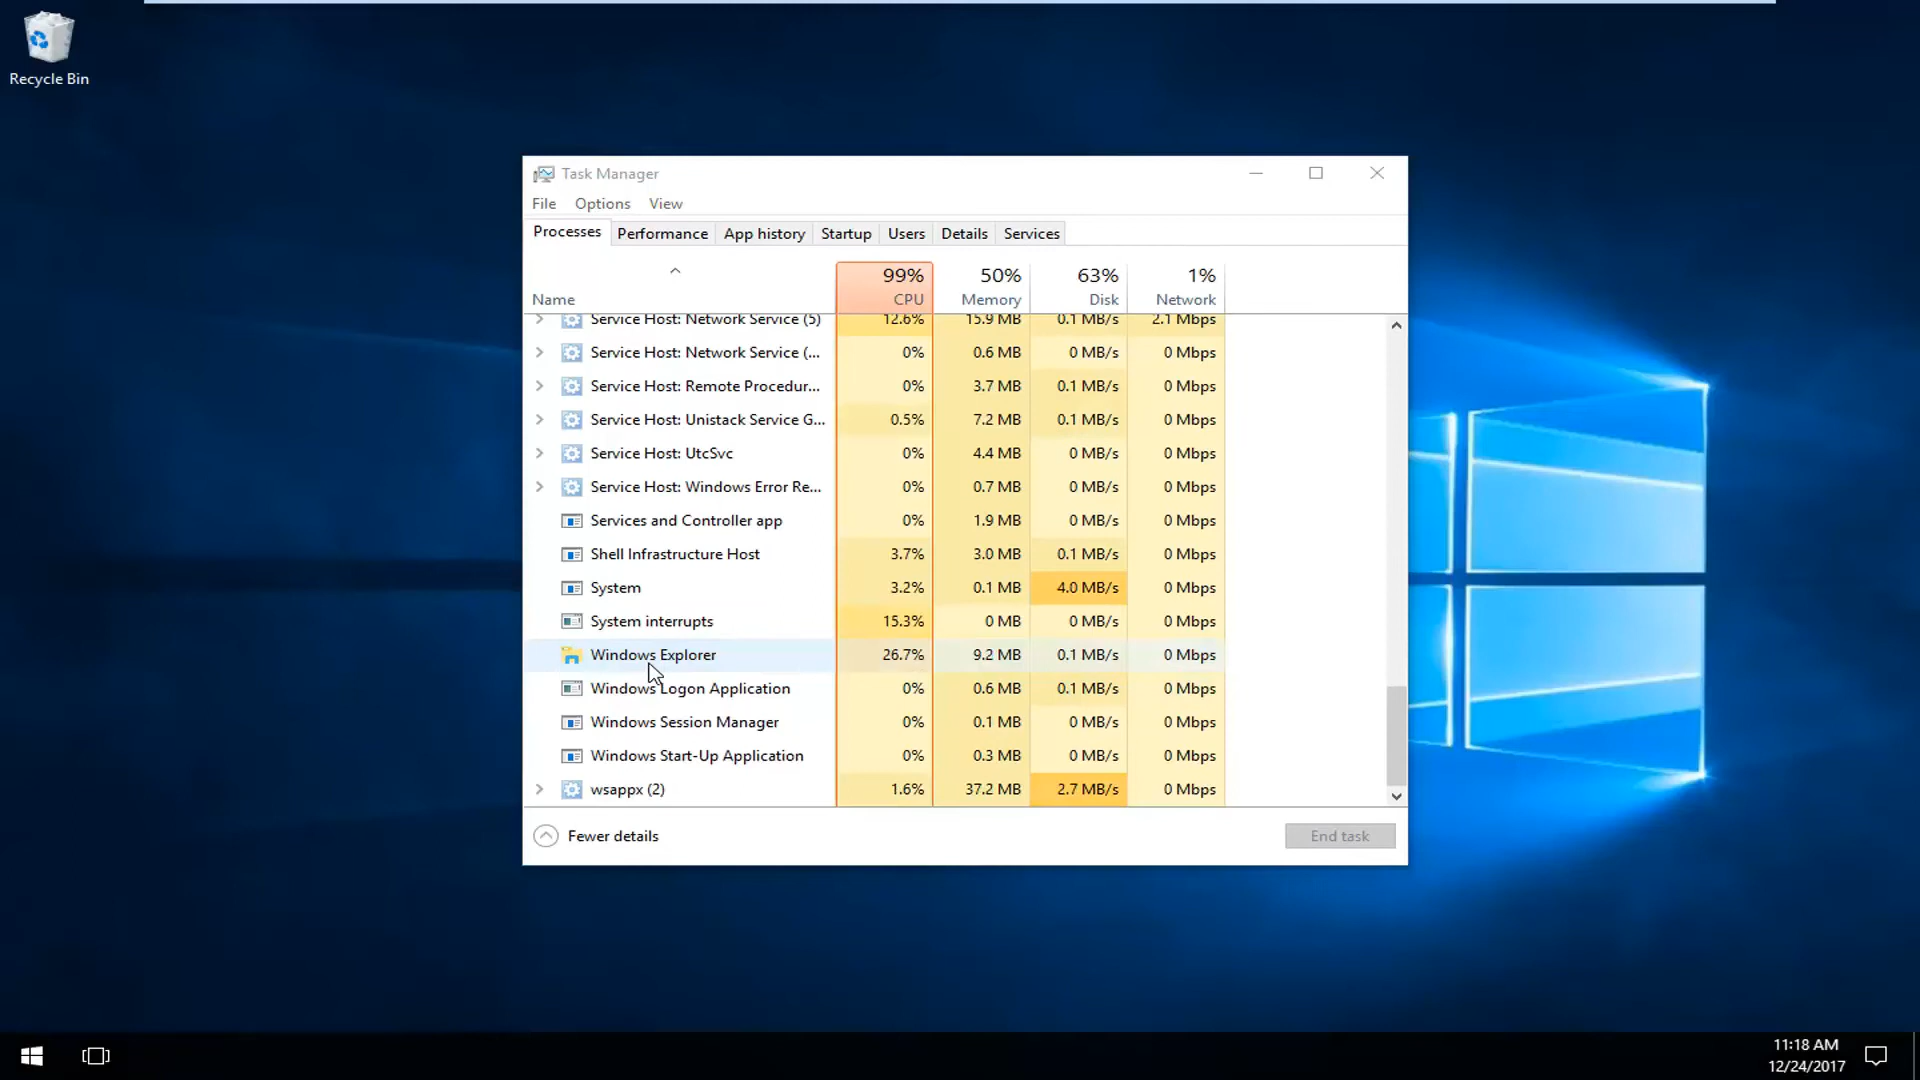 Recycle Bin
Task Manager
File Options View
Processes Performance App history Startup Users Details Services
99% 50% 63% 1%
Name CPU Memory Disk Network
Service Host: Network Service (5) 12.6% 15.9 MB 0.1 MB/s 2.1 Mbps
Service Host: Network Service (... 0% 0.6 MB 0 MB/s 0 Mbps
Service Host: Remote Procedur... 0% 3.7 MB 0.1 MB/s 0 Mbps
Service Host: Unistack Service G... 0.5% 7.2 MB 0.1 MB/s 0 Mbps
Service Host: UtcSvc 0% 4.4 MB 0 MB/s 0 Mbps
Service Host: Windows Error Re... 0% 0.7 MB 0 MB/s 0 Mbps
Services and Controller app 0% 1.9 MB 0 MB/s 0 Mbps
Shell Infrastructure Host 3.7% 3.0 MB 0.1 MB/s 0 Mbps
System 3.2% 0.1 MB 4.0 MB/s 0 Mbps
System interrupts 15.3% 0 MB 0 MB/s 0 Mbps
Windows Explorer 26.7% 9.2 MB 0.1 MB/s 0 Mbps
Windows Logon Application 0% 0.6 MB 0.1 MB/s 0 Mbps
Windows Session Manager 0% 0.1 MB 0 MB/s 0 Mbps
Windows Start-Up Application 0% 0.3 MB 0 MB/s 0 Mbps
wsappx (2) 1.6% 37.2 MB 2.7 MB/s 0 Mbps
Fewer details End task
11:18 AM
12/24/2017